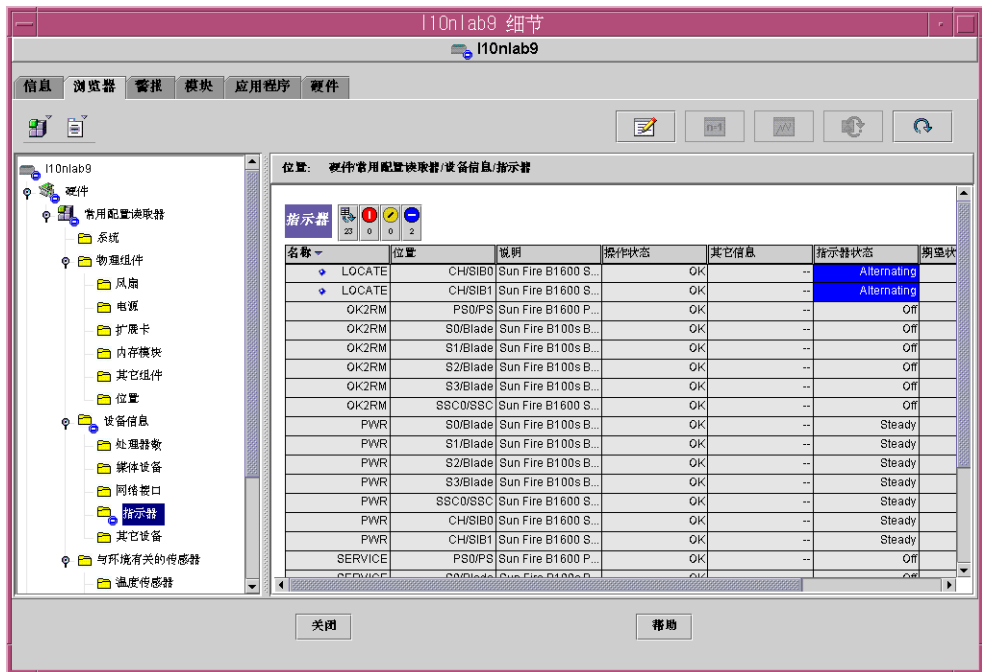 l10nlab9 细节
l10nlab9
信息 浏览器 警报 模块 应用程序 硬件
n=1
l10nlab9
硬件
常用配置读取器
系统
物理组件
风扇
电源
扩展卡
内存模块
其它组件
位置
设备信息
处理器数
媒体设备
网络接口
指示器
其它设备
与环境有关的传感器
温度传感器
位置: 硬件/常用配置读取器/设备信息/指示器
指示器 23 0 0 2
名称 位置 说明 操作状态 其它信息 指示器状态 期望状
LOCATE CH/SIB0 Sun Fire B1600 S... OK -- Alternating
LOCATE CH/SIB1 Sun Fire B1600 S... OK -- Alternating
OK2RM PS0/PS Sun Fire B1600 P... OK -- Off
OK2RM S0/Blade Sun Fire B100s B... OK -- Off
OK2RM S1/Blade Sun Fire B100s B... OK -- Off
OK2RM S2/Blade Sun Fire B100s B... OK -- Off
OK2RM S3/Blade Sun Fire B100s B... OK -- Off
OK2RM SSC0/SSC Sun Fire B1600 S... OK -- Off
PWR S0/Blade Sun Fire B100s B... OK -- Steady
PWR S1/Blade Sun Fire B100s B... OK -- Steady
PWR S2/Blade Sun Fire B100s B... OK -- Steady
PWR S3/Blade Sun Fire B100s B... OK -- Steady
PWR SSC0/SSC Sun Fire B1600 S... OK -- Steady
PWR CH/SIB0 Sun Fire B1600 S... OK -- Steady
PWR CH/SIB1 Sun Fire B1600 S... OK -- Steady
SERVICE PS0/PS Sun Fire B1600 P... OK -- Off
SERVICE S0/Blade Sun Fire B100s B... OK -- Off
关闭 帮助